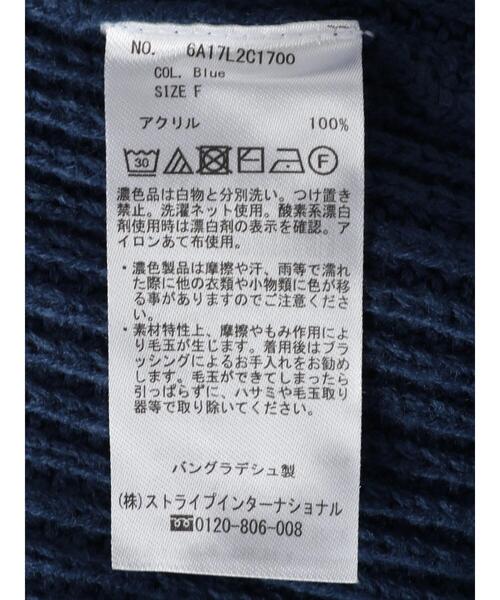 NO. 6A17L2C1700
COL. Blue
SIZE F
アクリル 100%
30 F
濃色品は白物と分別洗い。つけ置き
禁止。洗濯ネット使用。酸素系漂白
剤使用時は漂白剤の表示を確認。ア
イロンあて布使用。
・濃色製品は摩擦や汗、雨等で濡れ
た際に他の衣類や小物類に色が移
る事がありますのでご注意くださ
い。
・素材特性上、摩擦やもみ作用によ
り毛玉が生じます。着用後はブラ
ッシングによるお手入れをお勧め
します。毛玉ができてしまったら
引っぱらずに、ハサミや毛玉取り
器等で取り除いてください。
バングラデシュ製
(株)ストライプインターナショナル
0120-806-008